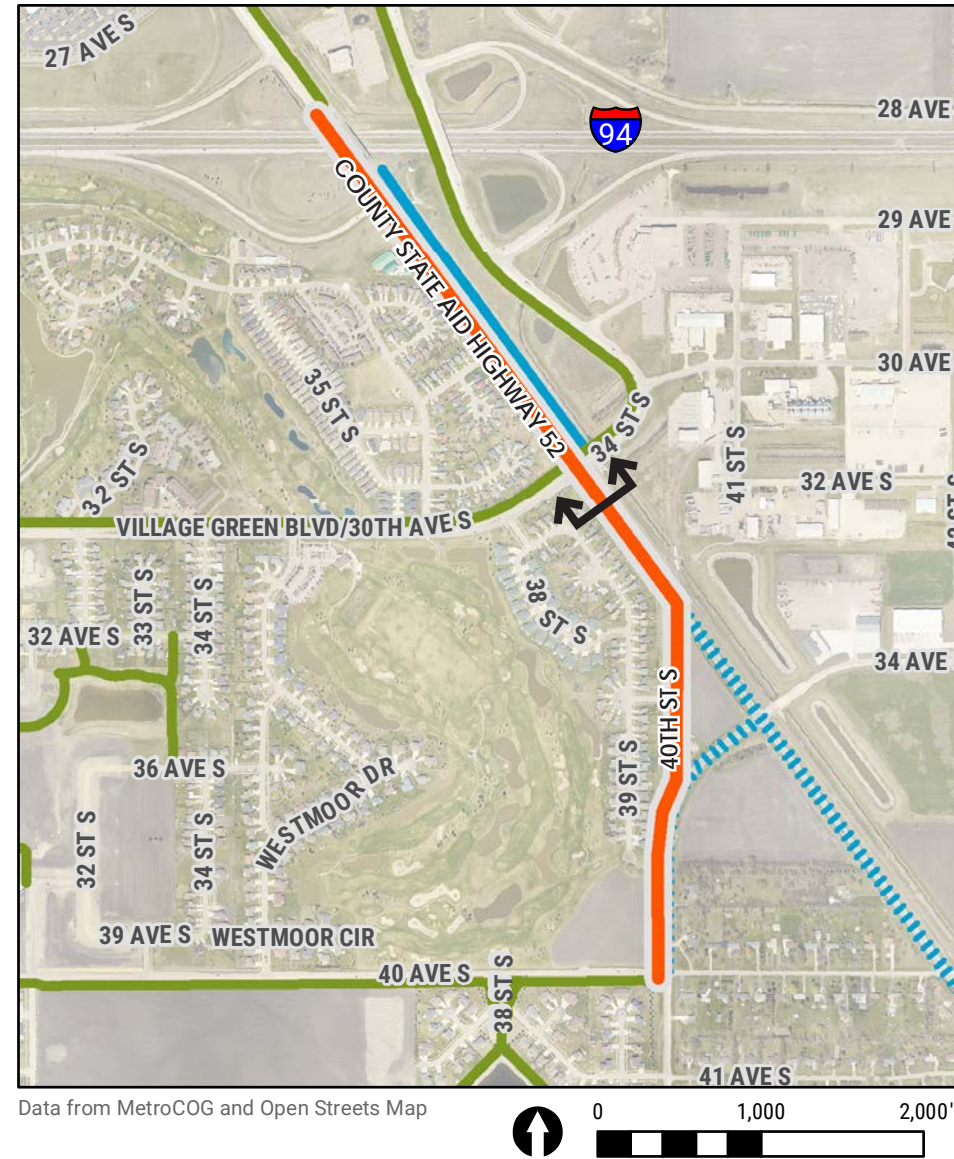 27 AVE S
28 AVE
94
COUNTY STATE AID HIGHWAY 52
29 AVE
30 AVE
35 ST S
34 ST S
41 ST S
32 ST S
32 AVE S
VILLAGE GREEN BLVD/30TH AVE S
38 ST S
33 ST S
34 ST S
32 AVE S
34 AVE
40TH ST S
39 ST S
36 AVE S
WESTMOOR DR
32 ST S
34 ST S
39 AVE S
WESTMOOR CIR
40 AVE S
38 ST S
41 AVE S
Data from MetroCOG and Open Streets Map
0 1,000 2,000'